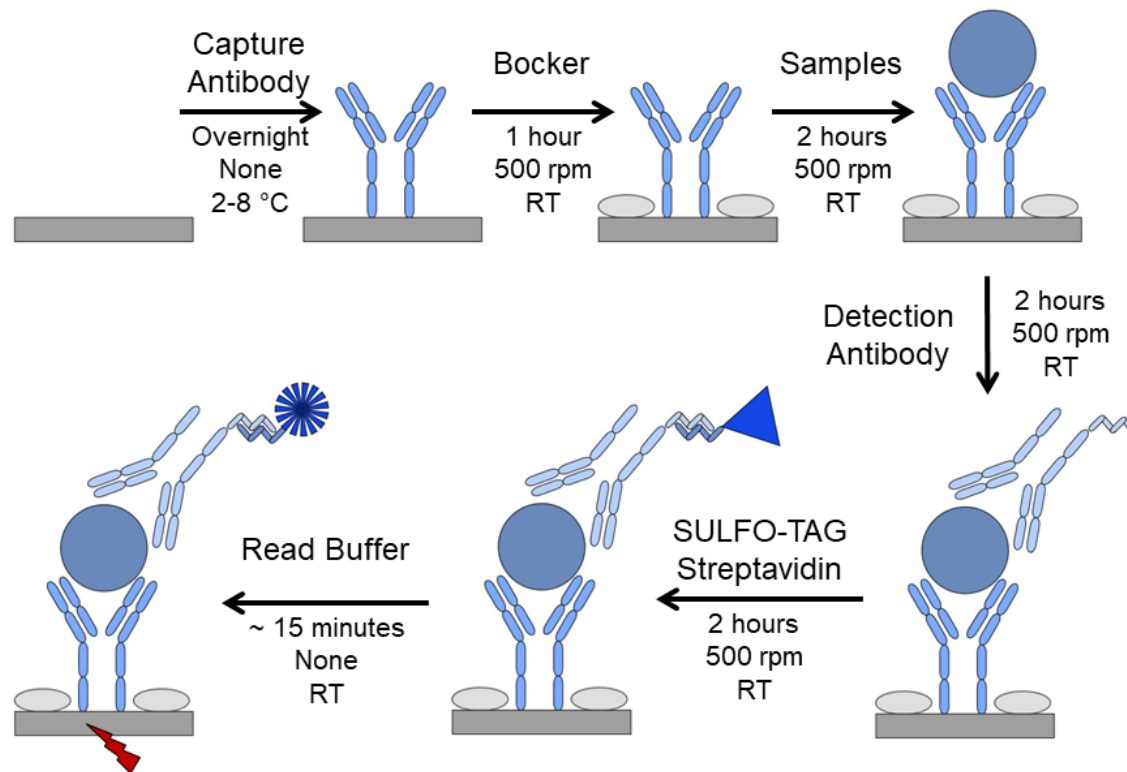 Capture
Antibody
Overnight
None
2-8 °C
Bocker
1 hour
500 rpm
RT
Samples
2 hours
500 rpm
RT
Detection
Antibody
2 hours
500 rpm
RT
SULFO-TAG
Streptavidin
2 hours
500 rpm
RT
Read Buffer
~ 15 minutes
None
RT